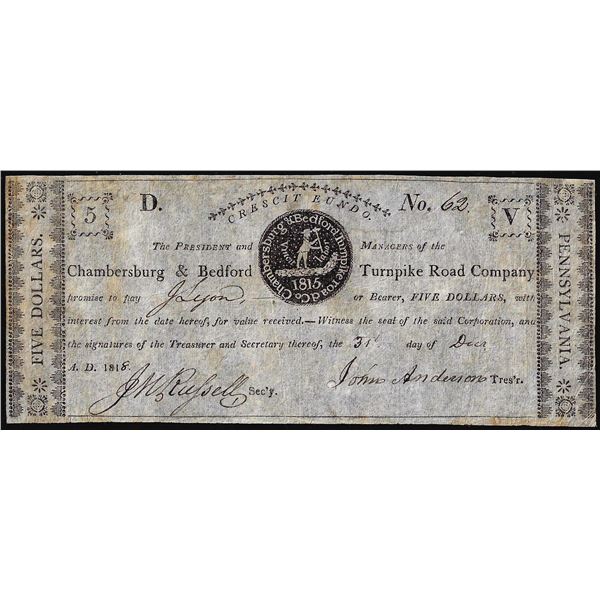 5 D. CRESCIT EUNDO. No. 62. V
The PRESIDENT and MANAGERS of the
Chambersburg & Bedford Turnpike Road Company
promise to pay J Lyon, or Bearer, FIVE DOLLARS, with
interest from the date hereof, for value received.—Witness the seal of the said Corporation, and
the signatures of the Treasurer and Secretary thereof, the 31st day of Decr
A. D. 1818.
J W Russell Sec'y. John Anderson Tres'r.
Chambersburg & Bedford Turnpike road Co
1815
FIVE DOLLARS.
PENNSYLVANIA.